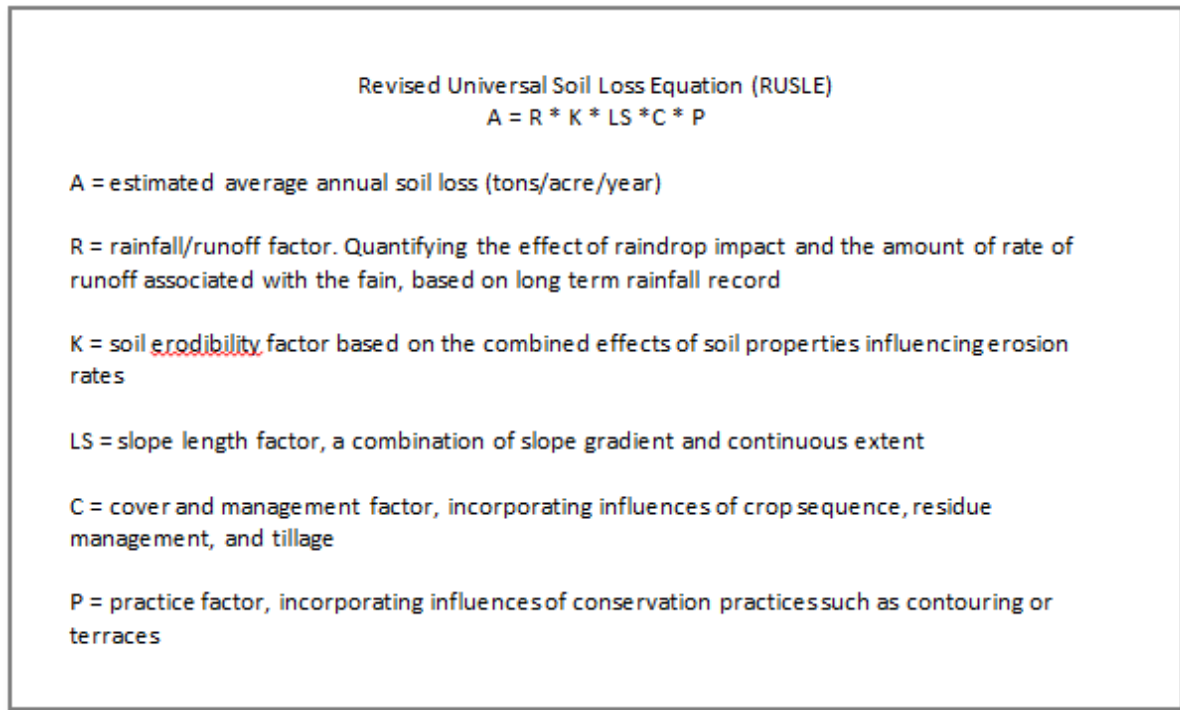 Revised Universal Soil Loss Equation (RUSLE)
A = R * K * LS *C * P
A = estimated average annual soil loss (tons/acre/year)
R = rainfall/runoff factor. Quantifying the effect of raindrop impact and the amount of rate of
runoff associated with the fain, based on long term rainfall record
K = soil erodibility factor based on the combined effects of soil properties influencing erosion
rates
LS = slope length factor, a combination of slope gradient and continuous extent
C = cover and management factor, incorporating influences of crop sequence, residue
management, and tillage
P = practice factor, incorporating influences of conservation practices such as contouring or
terraces